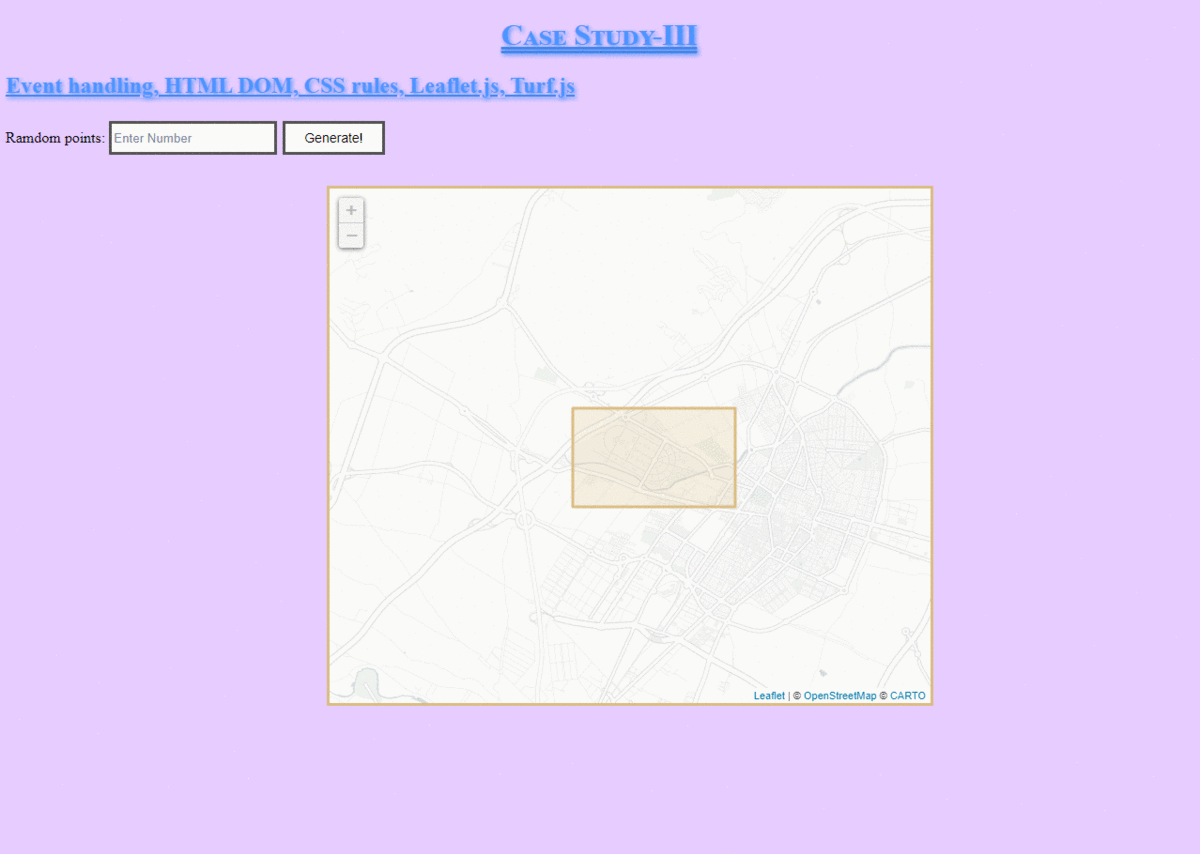 Case Study-III
Event handling, HTML DOM, CSS rules, Leaflet.js, Turf.js
Ramdom points: Enter Number Generate!
+
−
Leaflet | © OpenStreetMap © CARTO